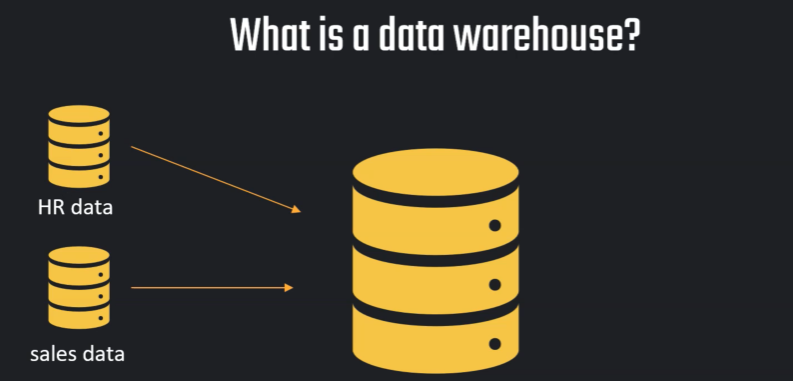 What is a data warehouse?
HR data
sales data